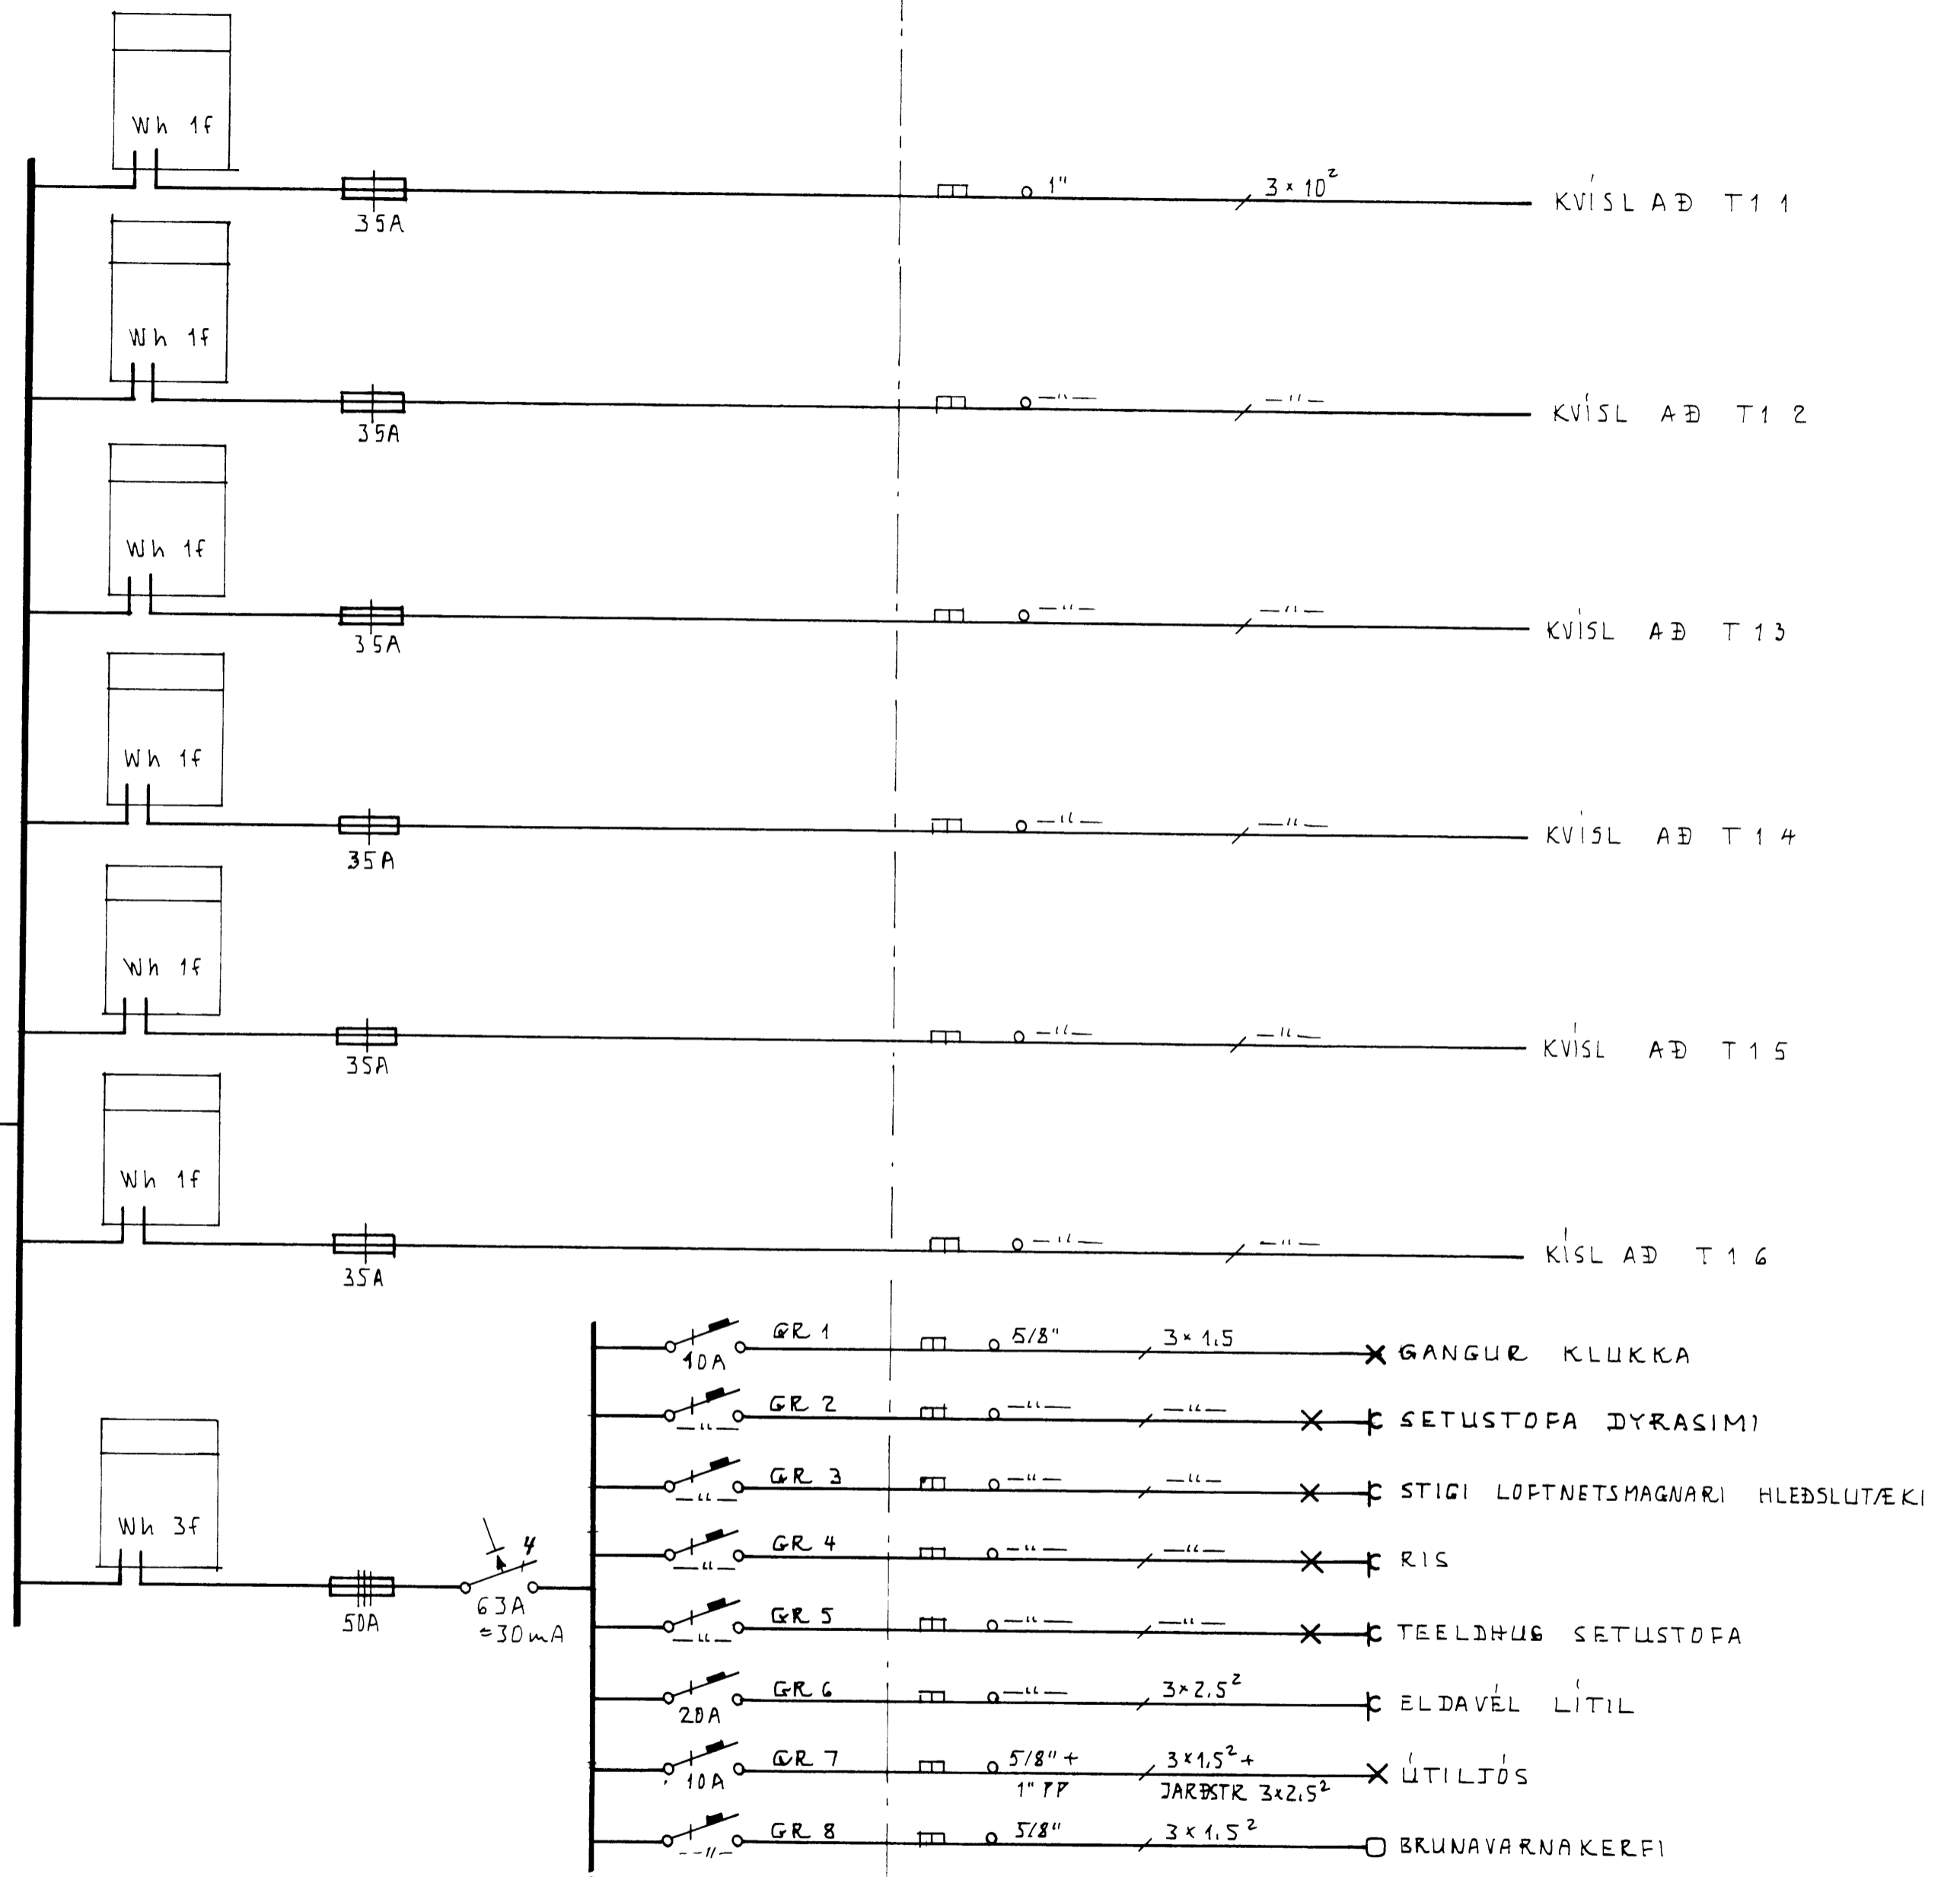 Wh 1f
1" 3 × 10² KVÍSL AÐ T1 1
35A
Wh 1f
—"— —"— KVÍSL AÐ T1 2
35A
Wh 1f
—"— —"— KVÍSL AÐ T 1 3
35A
Wh 1f
—"— —"— KVÍSL AÐ T 1 4
35A
Wh 1f
—"— —"— KVÍSL AÐ T 1 5
35A
Wh 1f
—"— —"— KÍSL AÐ T 1 6
35A
Wh 3f
50A
4
63A
≂30mA
GR 1 5/8" 3 × 1,5 GANGUR KLUKKA
10A
GR 2 —"— —"— SETUSTOFA DYRASIMI
—"—
GR 3 —"— —"— STIGI LOFTNETSMAGNARI HLEÐSLUTÆKI
—"—
GR 4 —"— —"— RIS
—"—
GR 5 —"— —"— TEELDHUS SETUSTOFA
—"—
GR 6 —"— 3×2,5² ELDAVÉL LÍTIL
20A
GR 7 5/8" + 3×1,5² + ÚTILJÓS
10A 1" PP JARÐSTR 3×2,5²
GR 8 5/8" 3 × 1,5² BRUNAVARNAKERFI
—"—